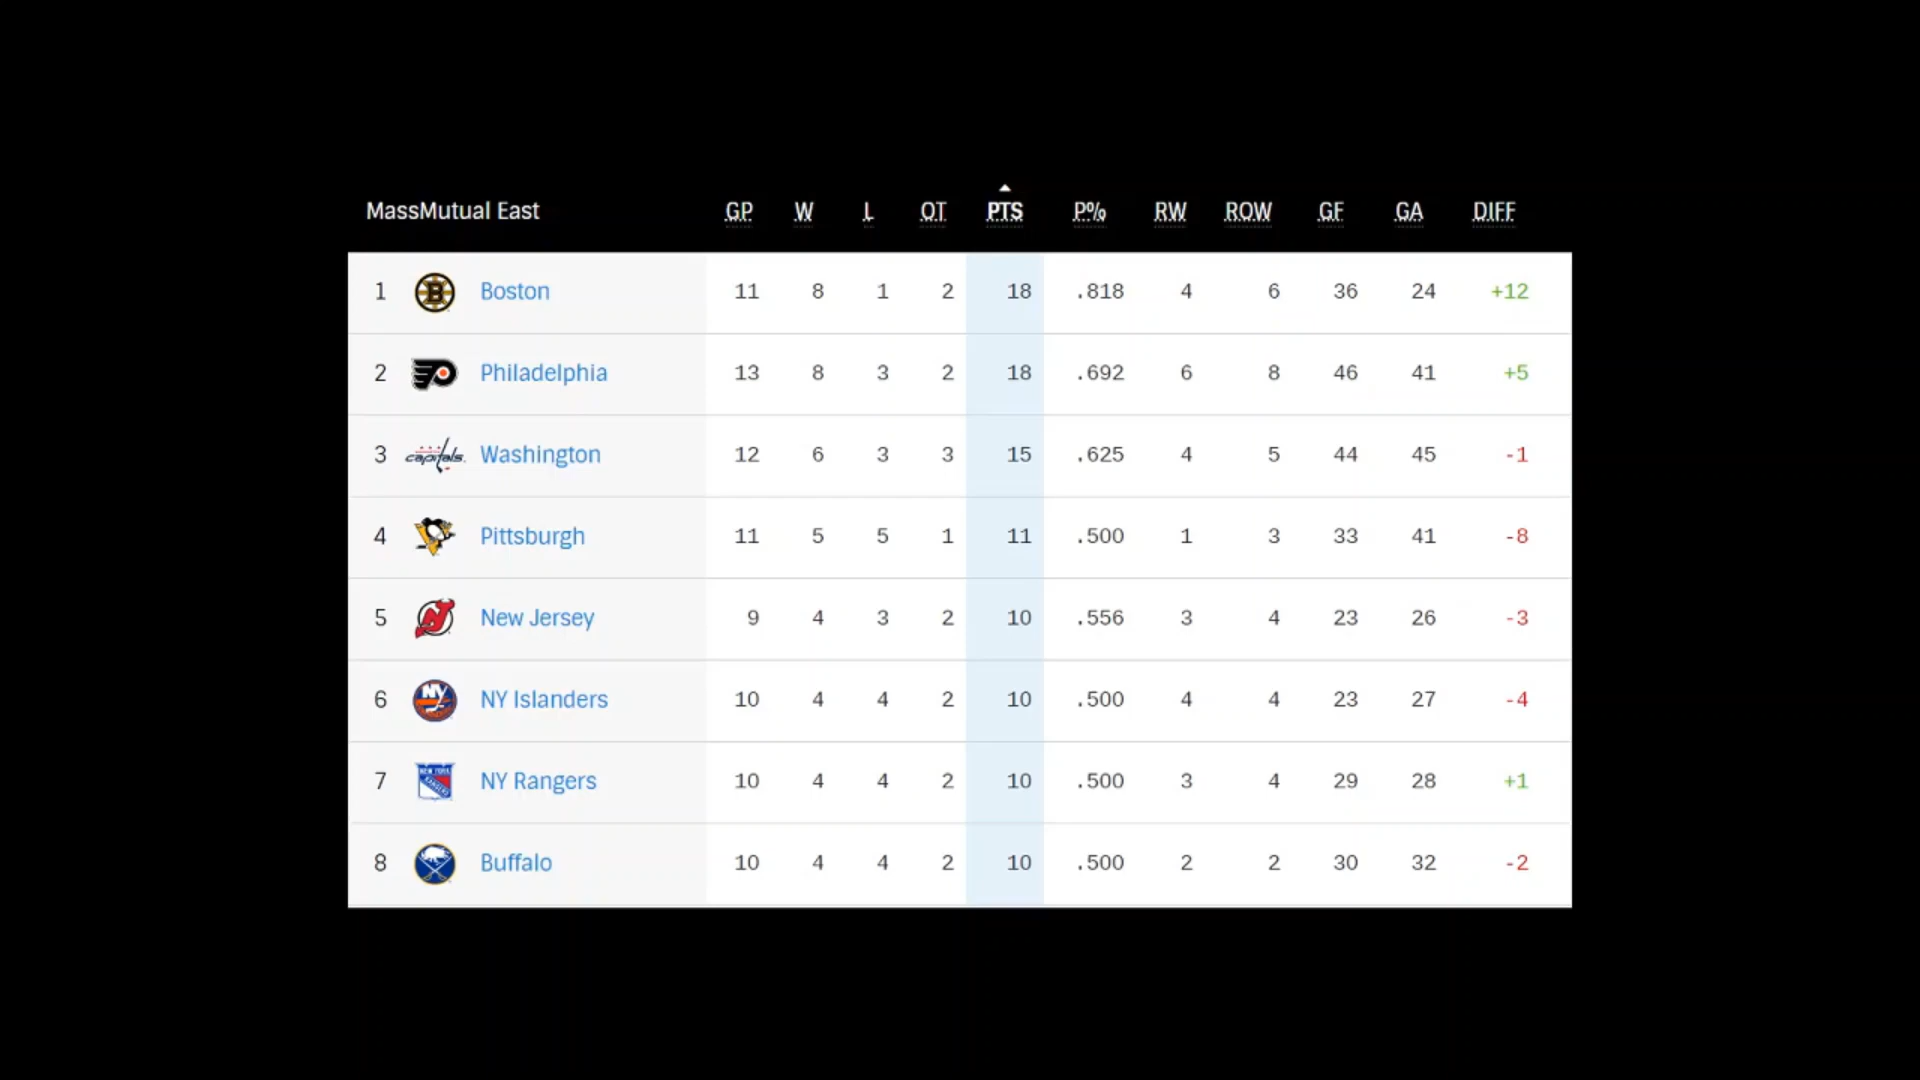 MassMutual East GP W L OT PTS P% RW ROW GF GA DIFF
1 B Boston 11 8 1 2 18 .818 4 6 36 24 +12
2 Philadelphia 13 8 3 2 18 .692 6 8 46 41 +5
3 capitals. Washington 12 6 3 3 15 .625 4 5 44 45 -1
4 Pittsburgh 11 5 5 1 11 .500 1 3 33 41 -8
5 New Jersey 9 4 3 2 10 .556 3 4 23 26 -3
6 NY NY Islanders 10 4 4 2 10 .500 4 4 23 27 -4
7 NEW YORK RANGERS NY Rangers 10 4 4 2 10 .500 3 4 29 28 +1
8 Buffalo 10 4 4 2 10 .500 2 2 30 32 -2